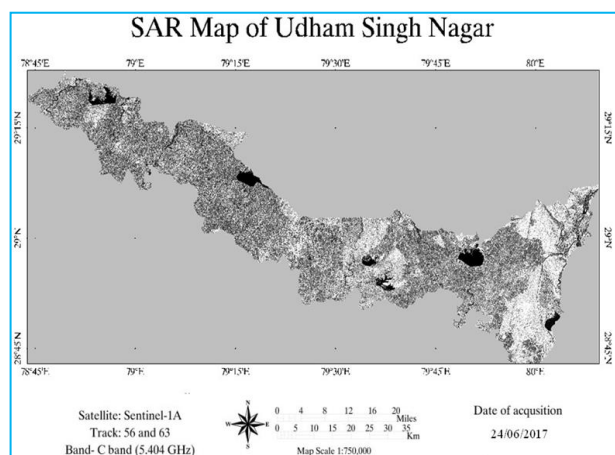 SAR Map of Udham Singh Nagar
78°45'E 79°E 79°15'E 79°30'E 79°45'E 80°E
29°15'N 29°15'N
29°N 29°N
28°45'N 28°45'N
78°45'E 79°E 79°15'E 79°30'E 79°45'E 80°E
Satellite: Sentinel-1A
Track: 56 and 63
Band- C band (5.404 GHz)
N
W E
S
0 4 8 12 16 20
Miles
0 5 10 15 20 25 30 35
Km
Map Scale 1:750,000
Date of acqusition
24/06/2017